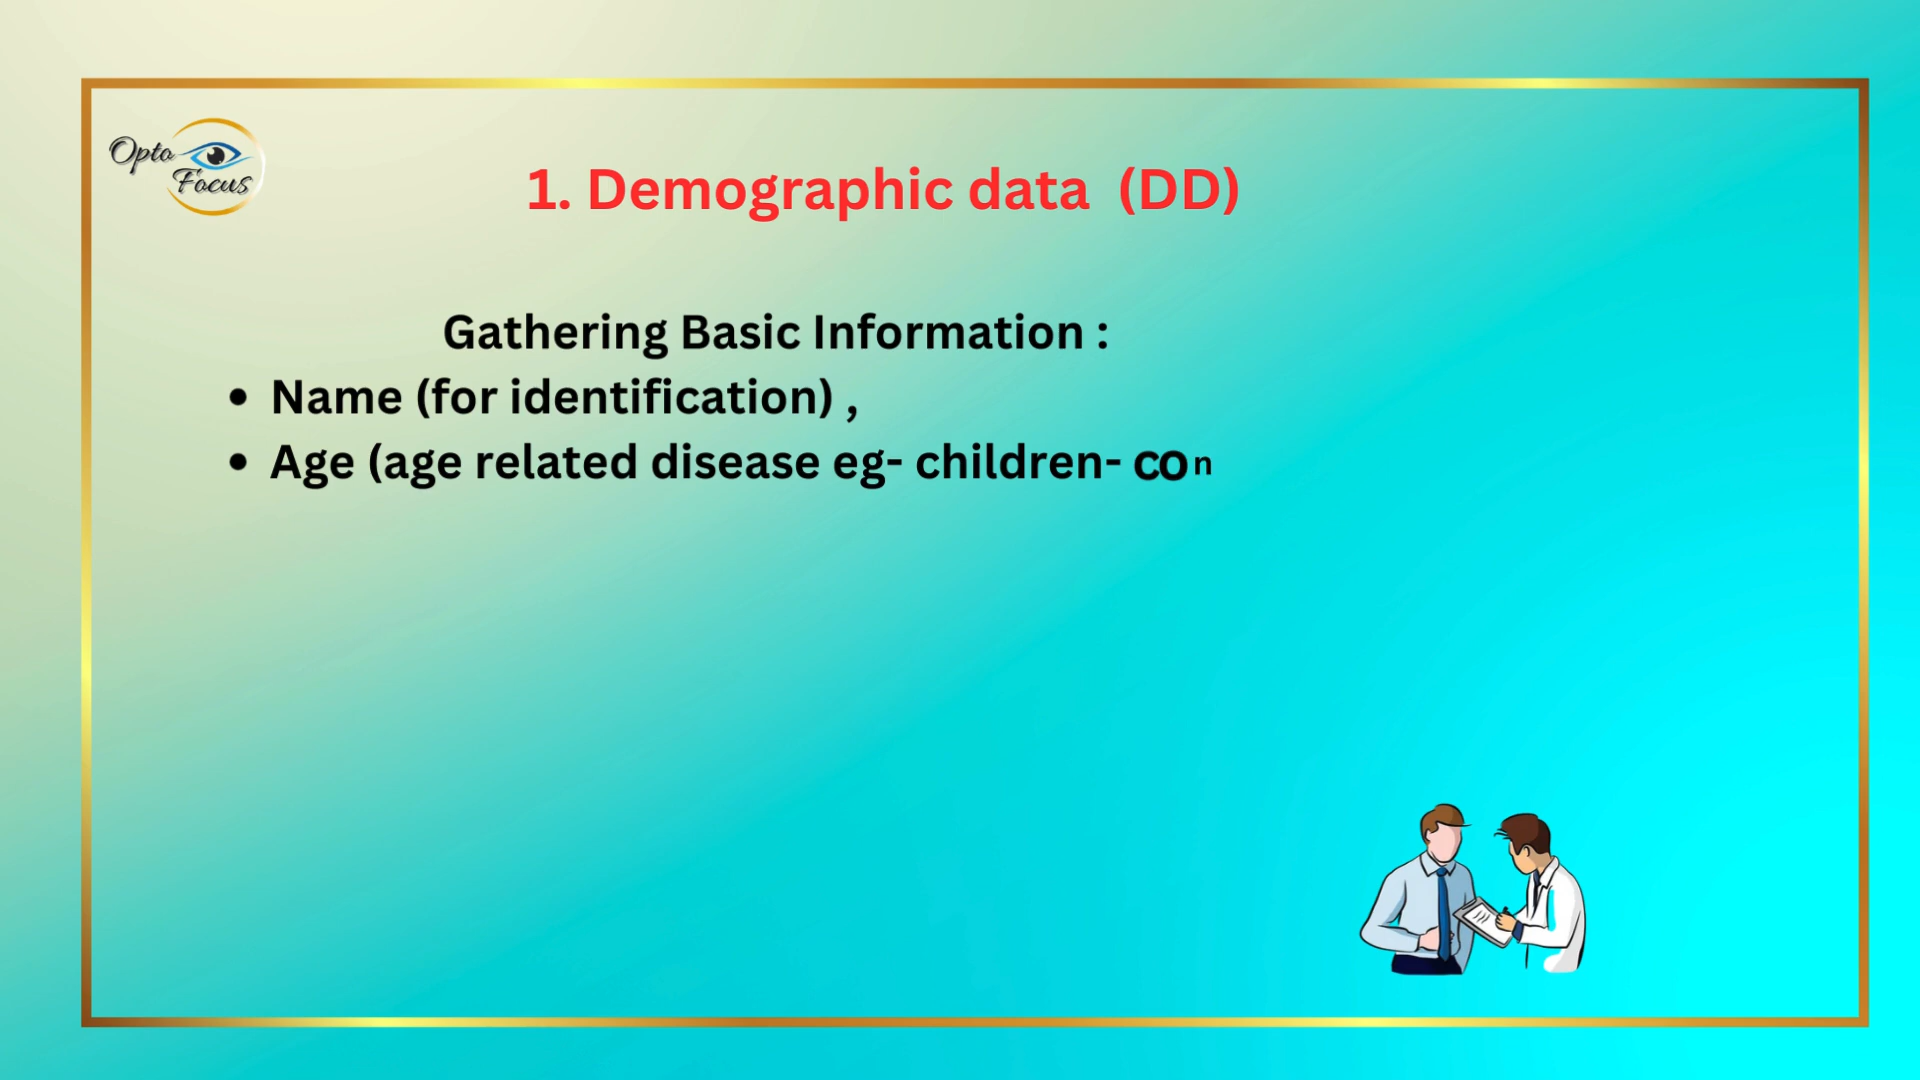 Opto
Focus
1. Demographic data (DD)
Gathering Basic Information :
• Name (for identification) ,
• Age (age related disease eg- children- con